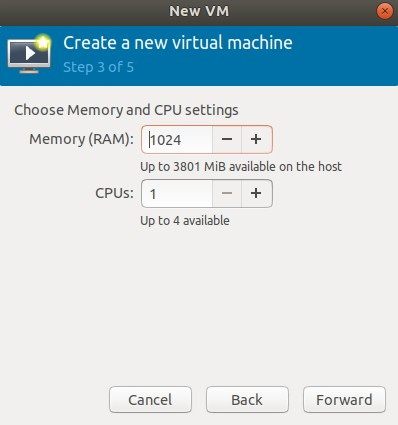 New VM
Create a new virtual machine
Step 3 of 5
Choose Memory and CPU settings
Memory (RAM): 1024 − +
Up to 3801 MiB available on the host
CPUs: 1 − +
Up to 4 available
Cancel Back Forward